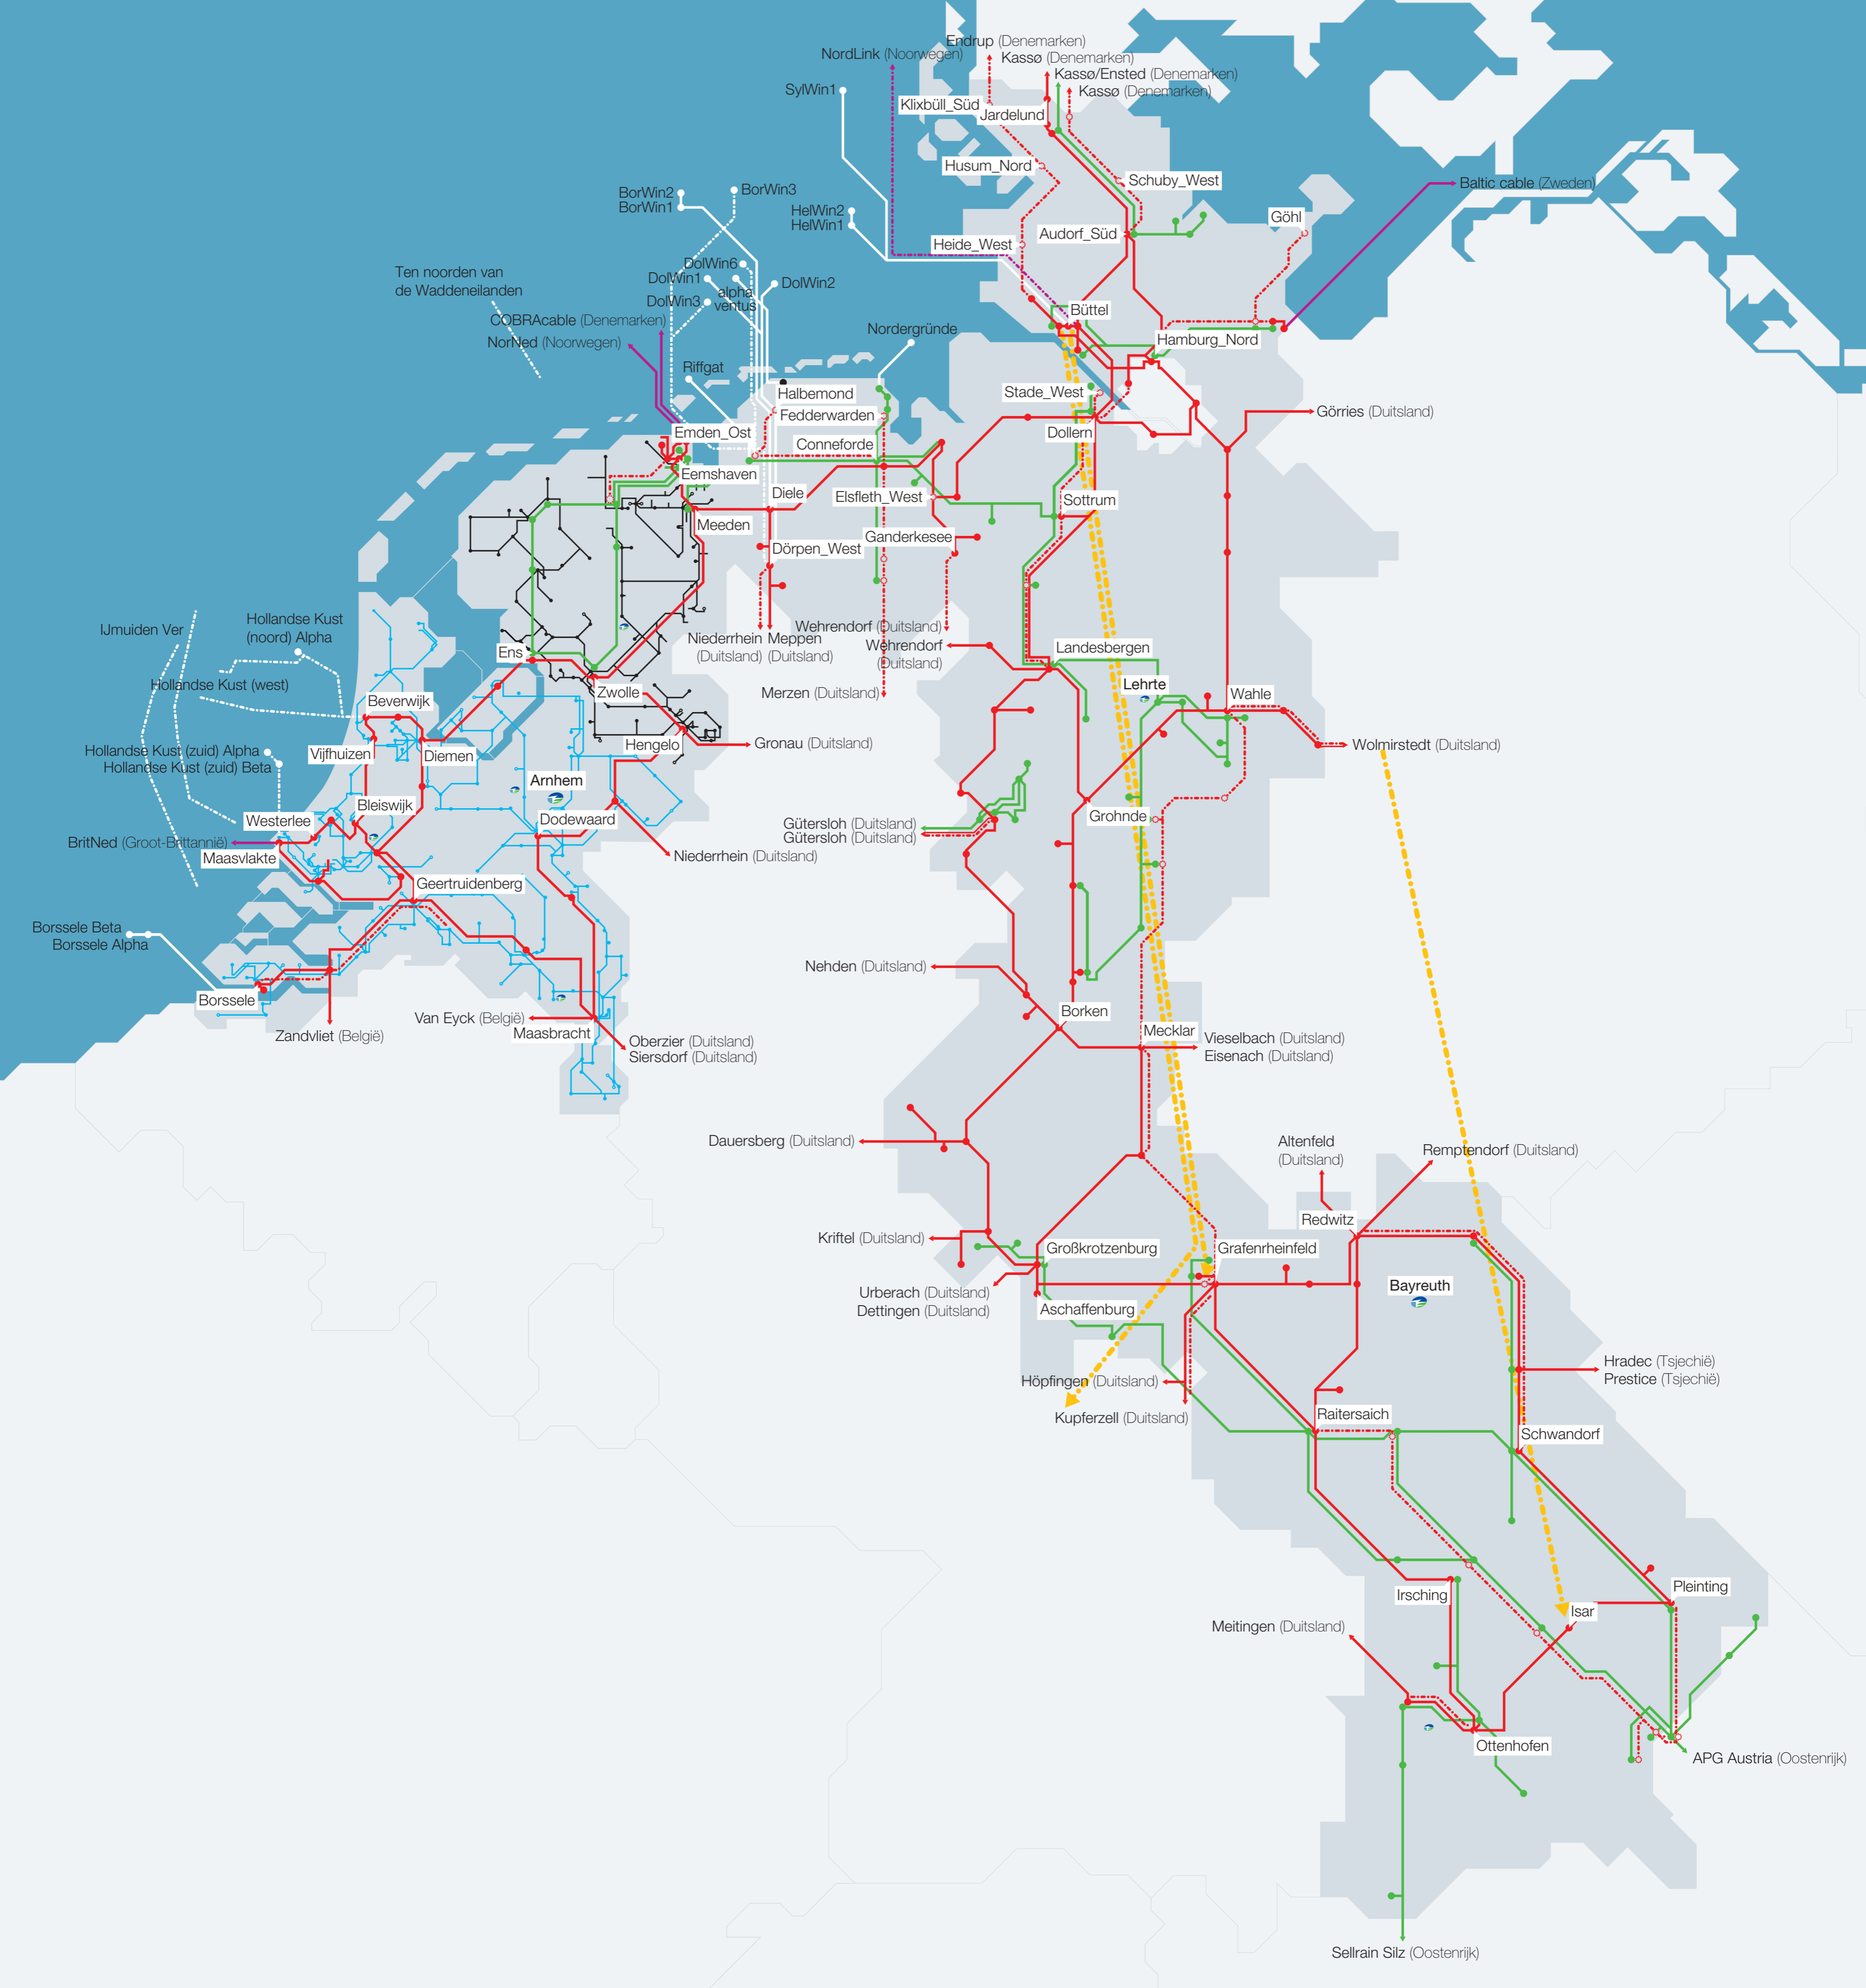 Endrup (Denemarken)
NordLink (Noorwegen)
Kassø (Denemarken)
Kassø/Ensted (Denemarken)
SylWin1
Kassø (Denemarken)
Klixbüll_Süd
Jardelund
Husum_Nord
Schuby_West
Baltic cable (Zweden)
BorWin2
BorWin3
BorWin1
HelWin2
HelWin1
Göhl
Audorf_Süd
Heide_West
DolWin6
Ten noorden van
de Waddeneilanden
DolWin1
DolWin2
alpha
ventus
DolWin3
Büttel
COBRAcable (Denemarken)
NorNed (Noorwegen)
Nordergründe
Hamburg_Nord
Riffgat
Halbemond
Stade_West
Fedderwarden
Görries (Duitsland)
Emden_Ost
Dollern
Conneforde
Eemshaven
Diele
Elsfleth_West
Sottrum
Meeden
Ganderkesee
Dörpen_West
IJmuiden Ver
Hollandse Kust
(noord) Alpha
Wehrendorf (Duitsland)
Niederrhein
(Duitsland)
Meppen
(Duitsland)
Wehrendorf
(Duitsland)
Landesbergen
Ens
Hollandse Kust (west)
Lehrte
Zwolle
Merzen (Duitsland)
Wahle
Beverwijk
Hengelo
Gronau (Duitsland)
Wolmirstedt (Duitsland)
Hollandse Kust (zuid) Alpha
Hollandse Kust (zuid) Beta
Vijfhuizen
Diemen
Arnhem
Bleiswijk
Westerlee
Dodewaard
Grohnde
Gütersloh (Duitsland)
Gütersloh (Duitsland)
BritNed (Groot-Brittannië)
Maasvlakte
Niederrhein (Duitsland)
Geertruidenberg
Borssele Beta
Borssele Alpha
Nehden (Duitsland)
Borssele
Borken
Van Eyck (België)
Zandvliet (België)
Maasbracht
Mecklar
Oberzier (Duitsland)
Siersdorf (Duitsland)
Vieselbach (Duitsland)
Eisenach (Duitsland)
Dauersberg (Duitsland)
Altenfeld
(Duitsland)
Remptendorf (Duitsland)
Redwitz
Kriftel (Duitsland)
Großkrotzenburg
Grafenrheinfeld
Bayreuth
Urberach (Duitsland)
Dettingen (Duitsland)
Aschaffenburg
Hradec (Tsjechië)
Prestice (Tsjechië)
Höpfingen (Duitsland)
Kupferzell (Duitsland)
Raitersaich
Schwandorf
Irsching
Pleinting
Isar
Meitingen (Duitsland)
Ottenhofen
APG Austria (Oostenrijk)
Sellrain Silz (Oostenrijk)